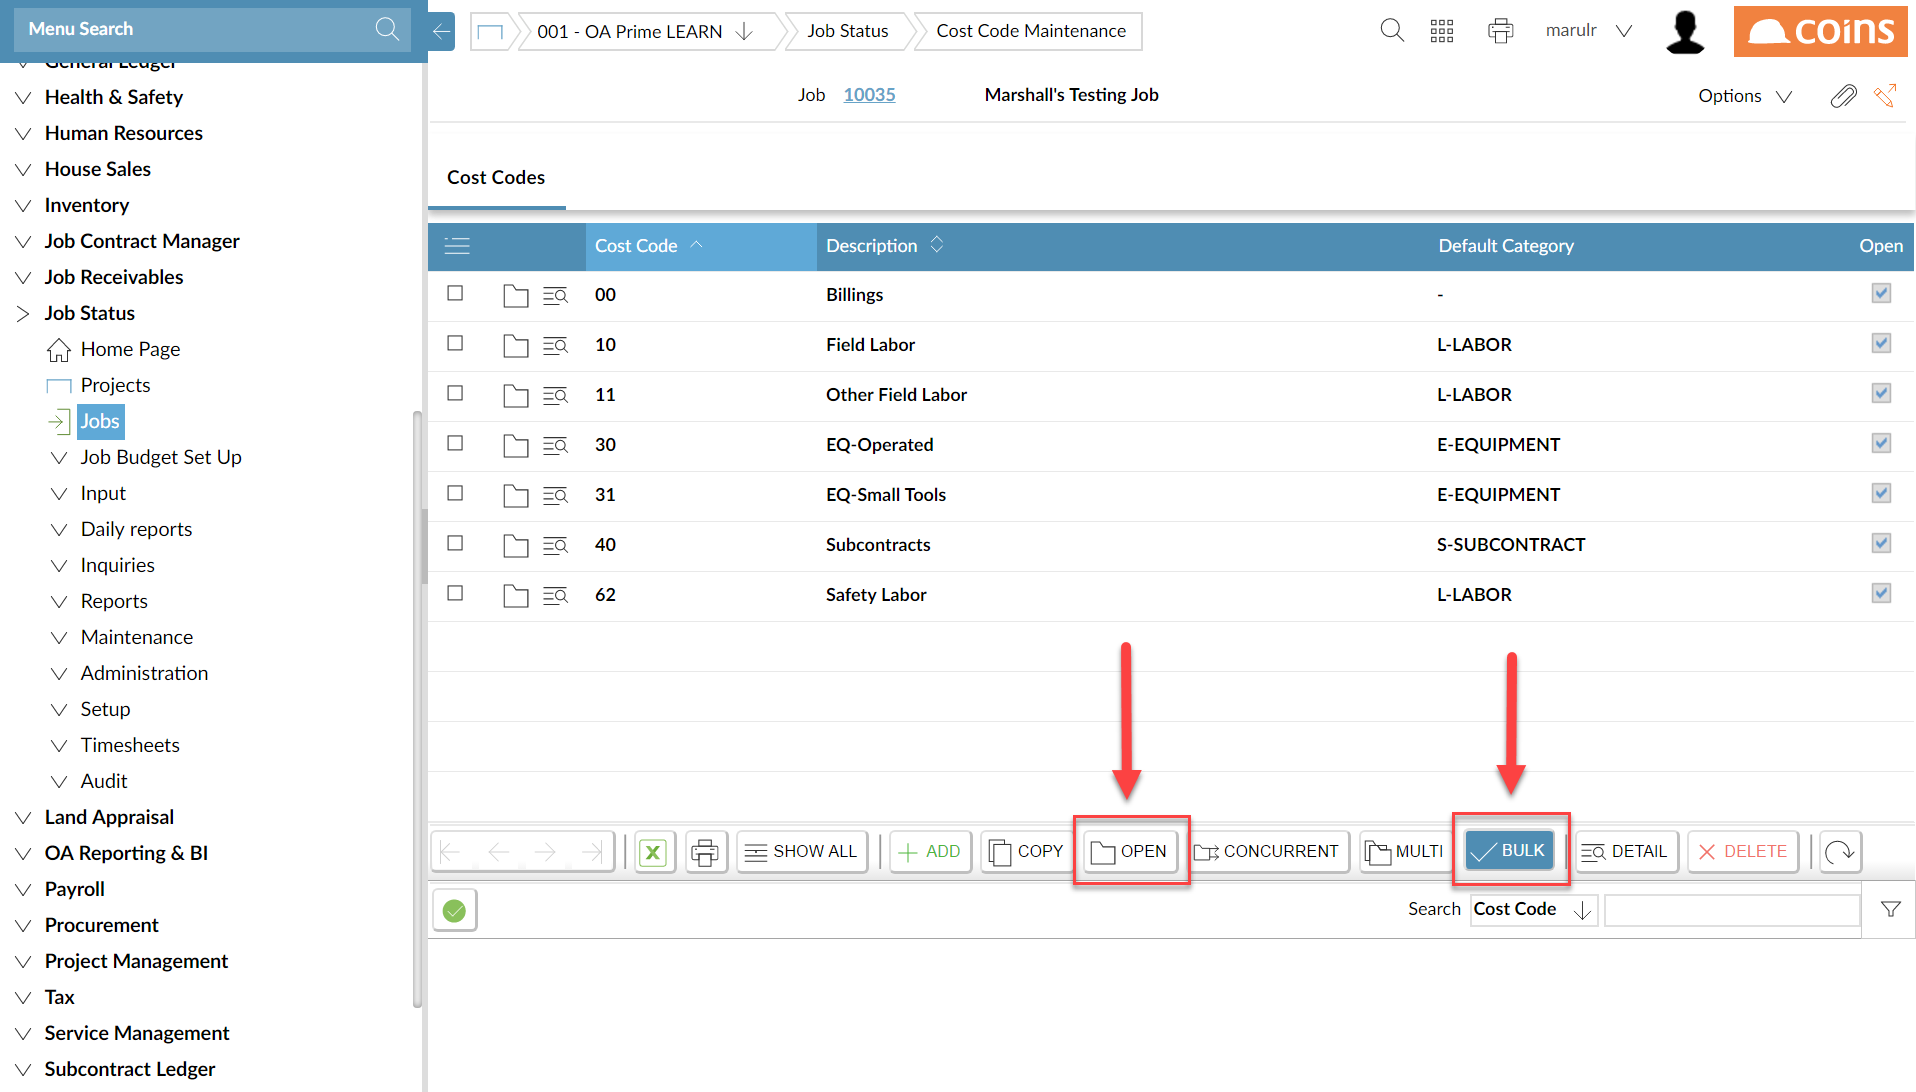 Menu Search
General Ledger
Health & Safety
Human Resources
House Sales
Inventory
Job Contract Manager
Job Receivables
Job Status
Home Page
Projects
Jobs
Job Budget Set Up
Input
Daily reports
Inquiries
Reports
Maintenance
Administration
Setup
Timesheets
Audit
Land Appraisal
OA Reporting & BI
Payroll
Procurement
Project Management
Tax
Service Management
Subcontract Ledger
001 - OA Prime LEARN Job Status Cost Code Maintenance
marulr
coins
Job 10035 Marshall's Testing Job
Options
Cost Codes
Cost Code Description Default Category Open
00 Billings -
10 Field Labor L-LABOR
11 Other Field Labor L-LABOR
30 EQ-Operated E-EQUIPMENT
31 EQ-Small Tools E-EQUIPMENT
40 Subcontracts S-SUBCONTRACT
62 Safety Labor L-LABOR
X SHOW ALL ADD COPY OPEN CONCURRENT MULTI BULK DETAIL DELETE
Search Cost Code